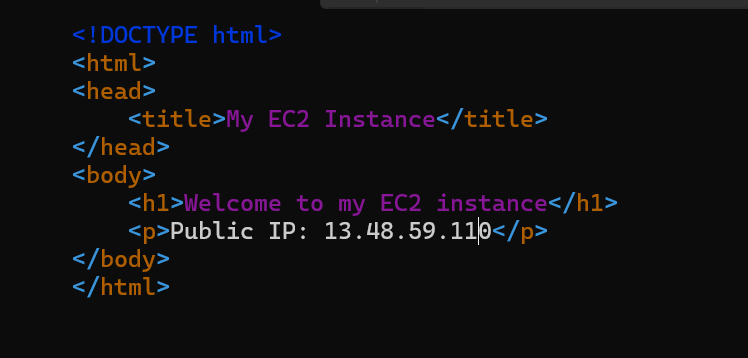 <!DOCTYPE html>
<html>
<head>
    <title>My EC2 Instance</title>
</head>
<body>
    <h1>Welcome to my EC2 instance</h1>
    <p>Public IP: 13.48.59.110</p>
</body>
</html>